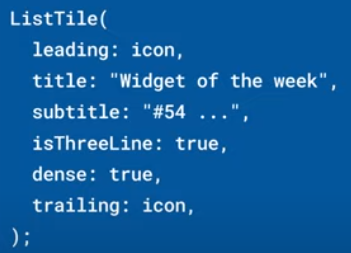 ListTile(
  leading: icon,
  title: "Widget of the week",
  subtitle: "#54 ...",
  isThreeLine: true,
  dense: true,
  trailing: icon,
);